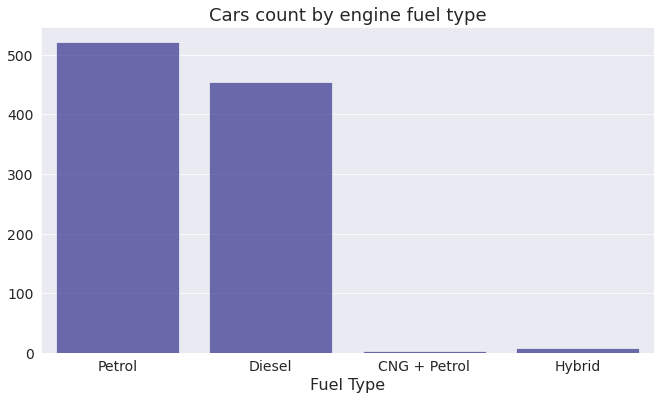 Cars count by engine fuel type
500
400
300
200
100
0
Petrol Diesel CNG + Petrol Hybrid
Fuel Type